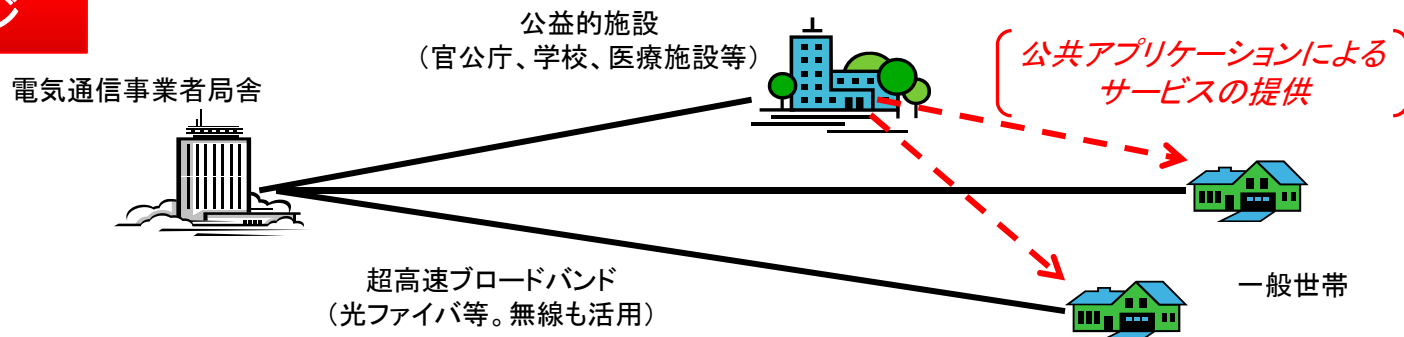 公益的施設
（官公庁、学校、医療施設等）
公共アプリケーションによる
サービスの提供
電気通信事業者局舎
超高速ブロードバンド
（光ファイバ等。無線も活用）
一般世帯